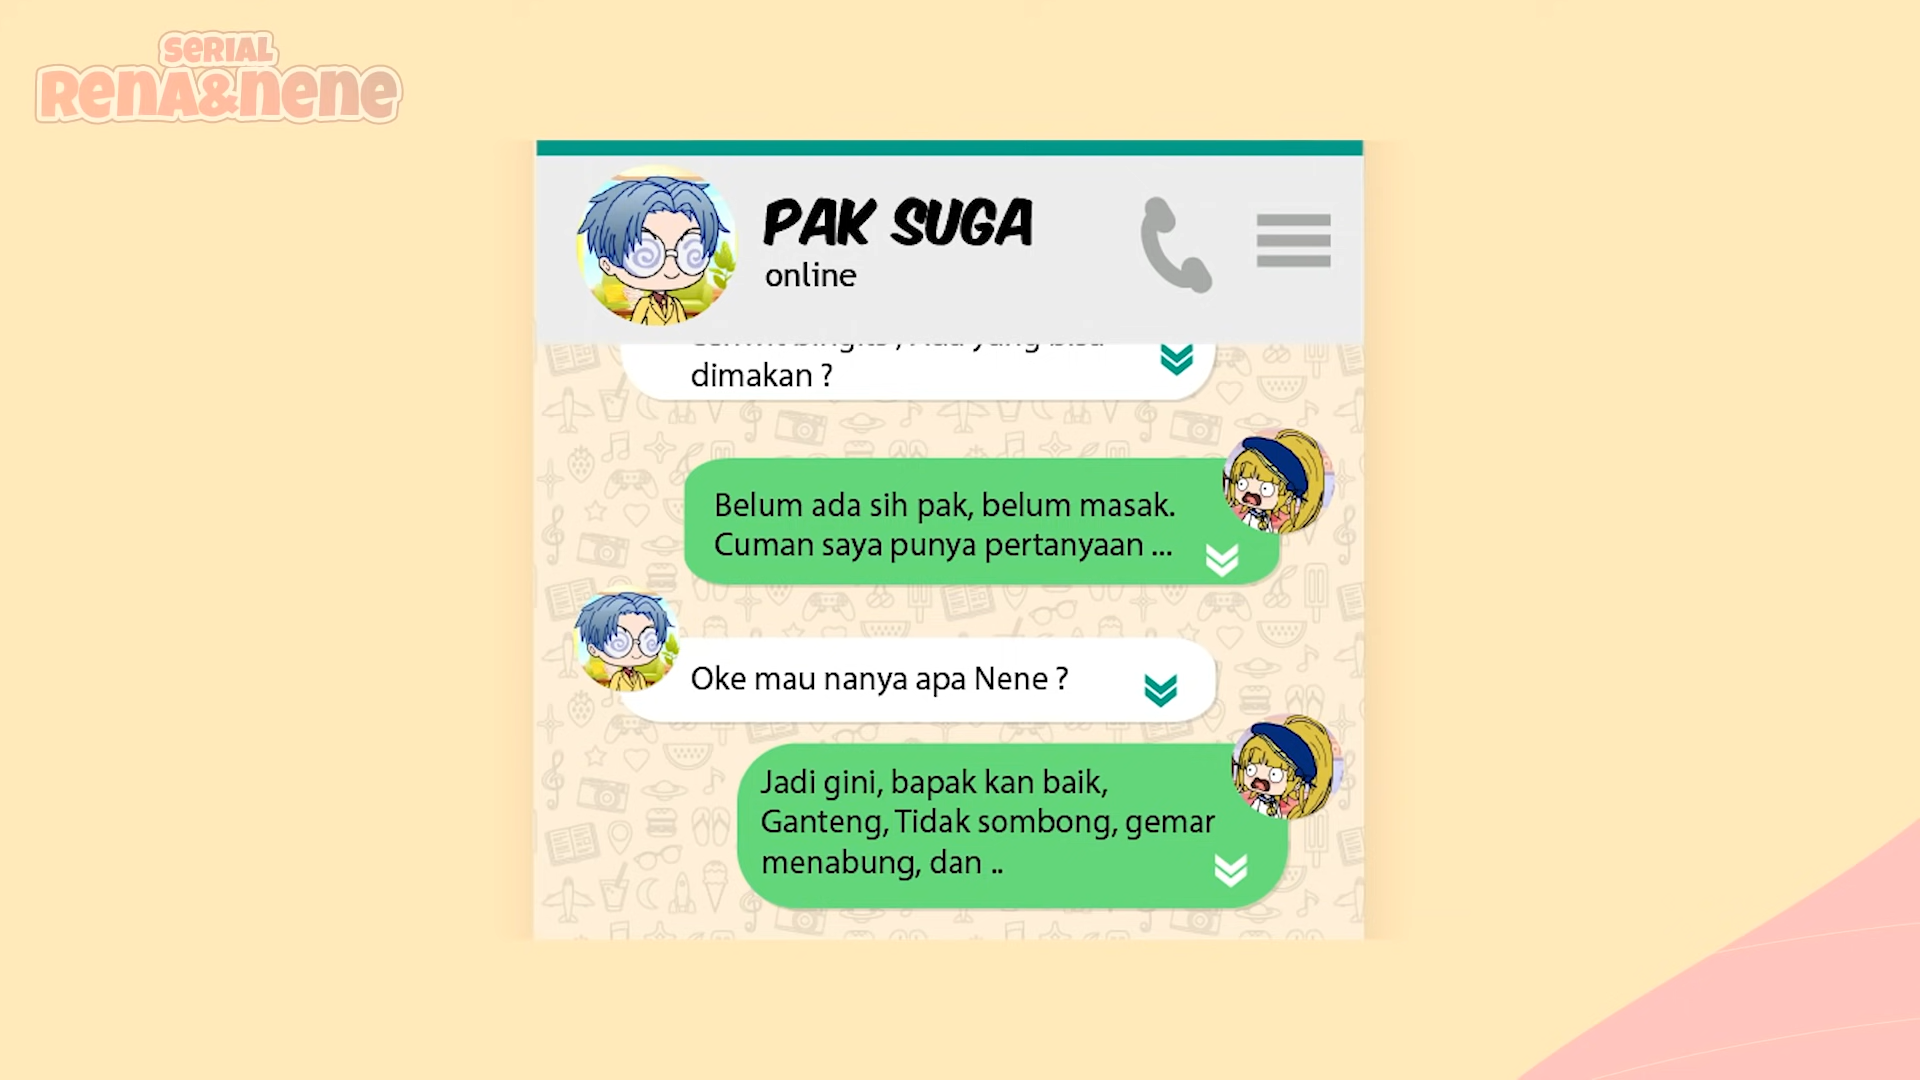 SERIAL
RENA&NENE
PAK SUGA
online
dimakan ?
Belum ada sih pak, belum masak.
Cuman saya punya pertanyaan ...
Oke mau nanya apa Nene ?
Jadi gini, bapak kan baik,
Ganteng, Tidak sombong, gemar
menabung, dan ..